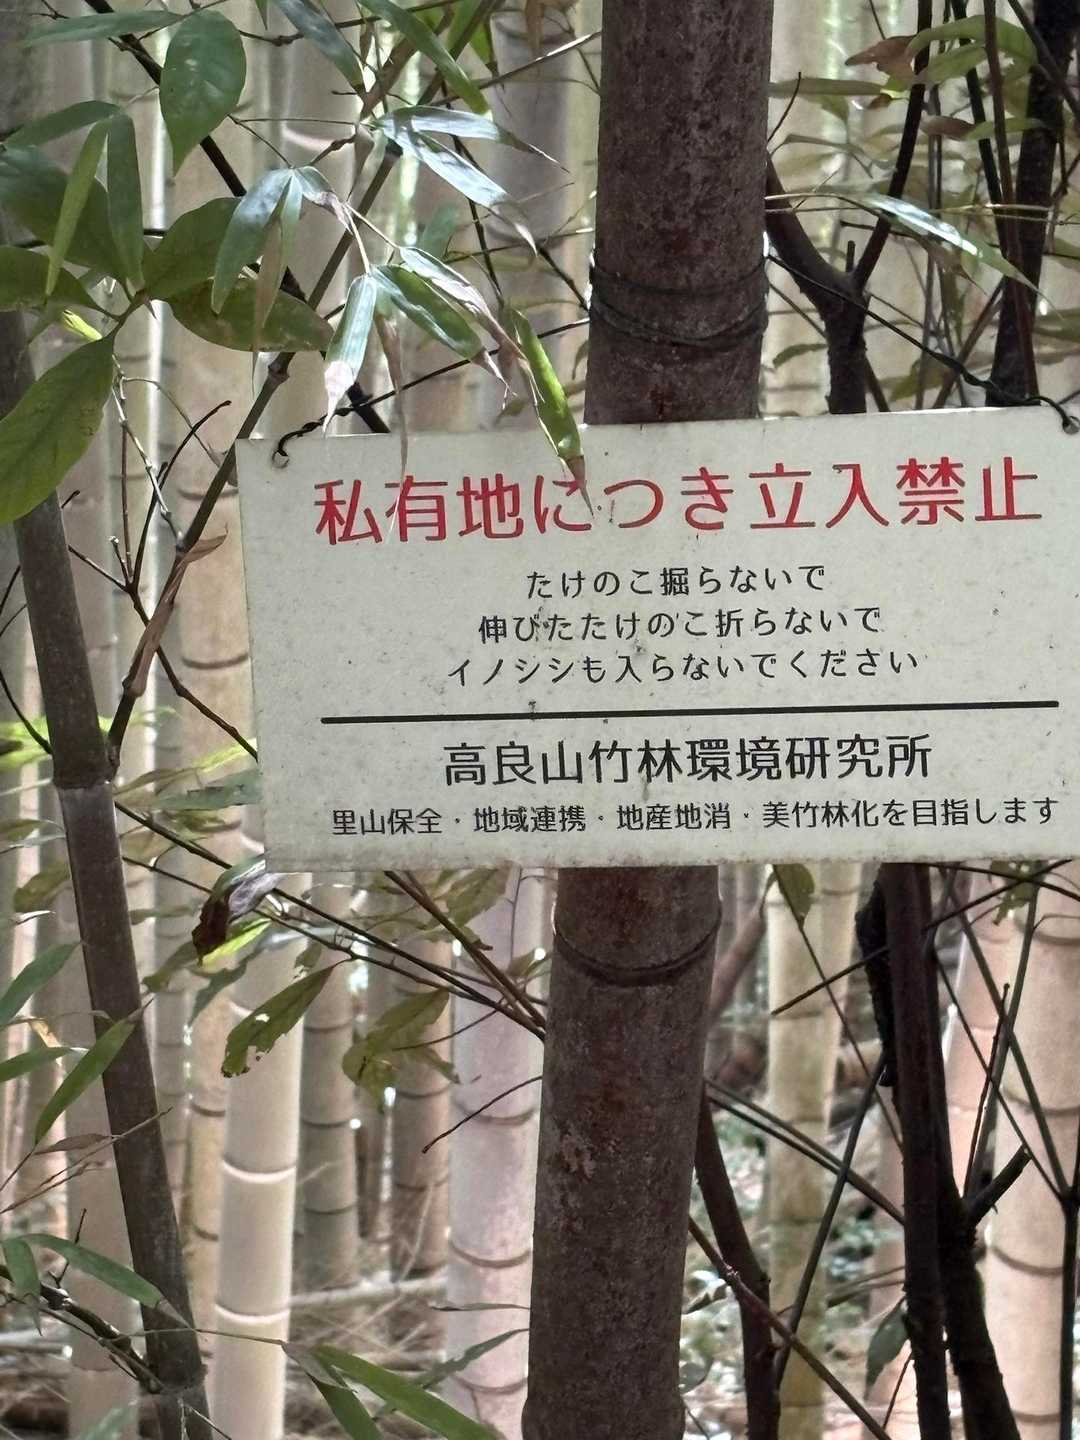 私有地につき立入禁止
たけのこ掘らないで
伸びたたけのこ折らないで
イノシシも入らないでください
高良山竹林環境研究所
里山保全・地域連携・地産地消・美竹林化を目指します